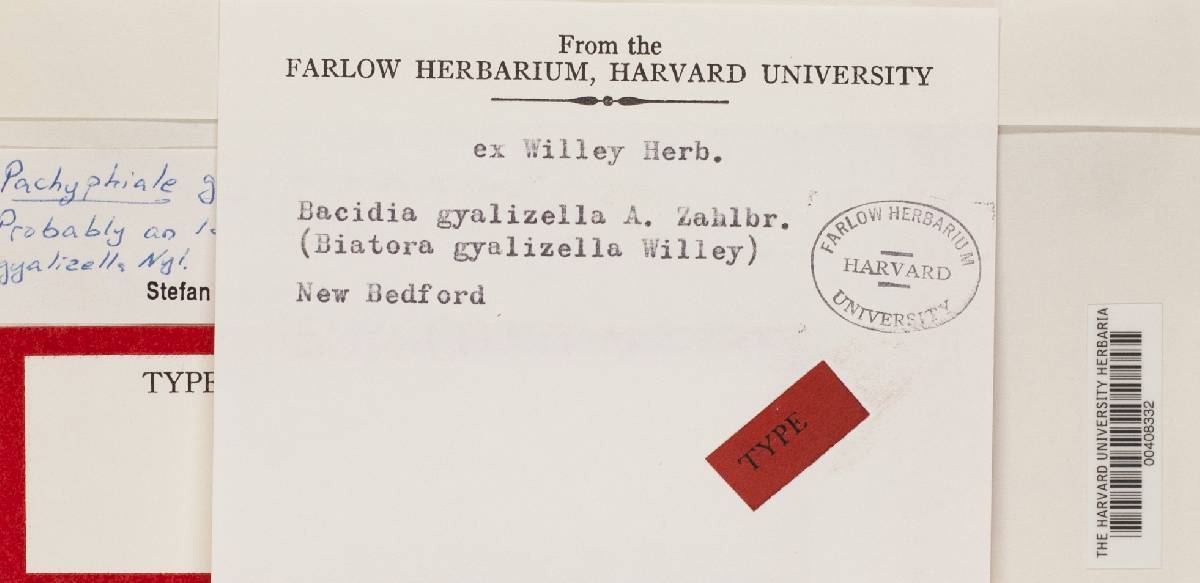 From the
FARLOW HERBARIUM, HARVARD UNIVERSITY
ex Willey Herb.
Bacidia gyalizella A. Zahlbr.
(Biatora gyalizella Willey)
New Bedford
FARLOW HERBARIUM
HARVARD
UNIVERSITY
TYPE
Pachyphiale g
Probably an
gyalizella Nyl.
Stefan
TYPE
THE HARVARD UNIVERSITY HERBARIA
00408332